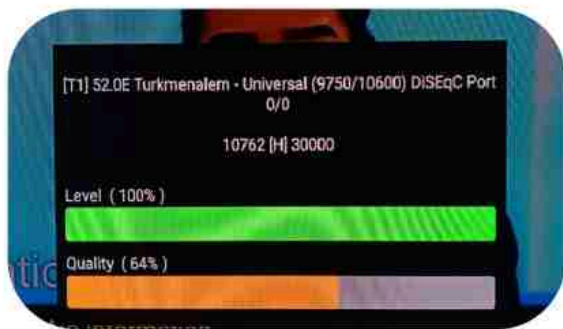 [T1] 52.0E Turkmenalem - Universal (9750/10600) DiSEqC Port
0/0
10762 [H] 30000
Level ( 100% )
Quality ( 64% )